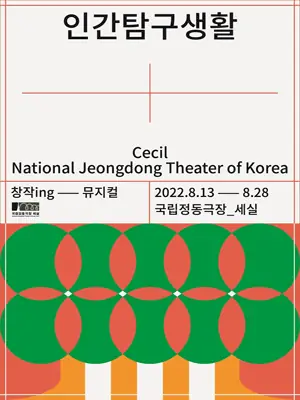 인간탐구생활
Cecil
National Jeongdong Theater of Korea
창작ing — 뮤지컬
2022.8.13 — 8.28
국립정동극장_세실